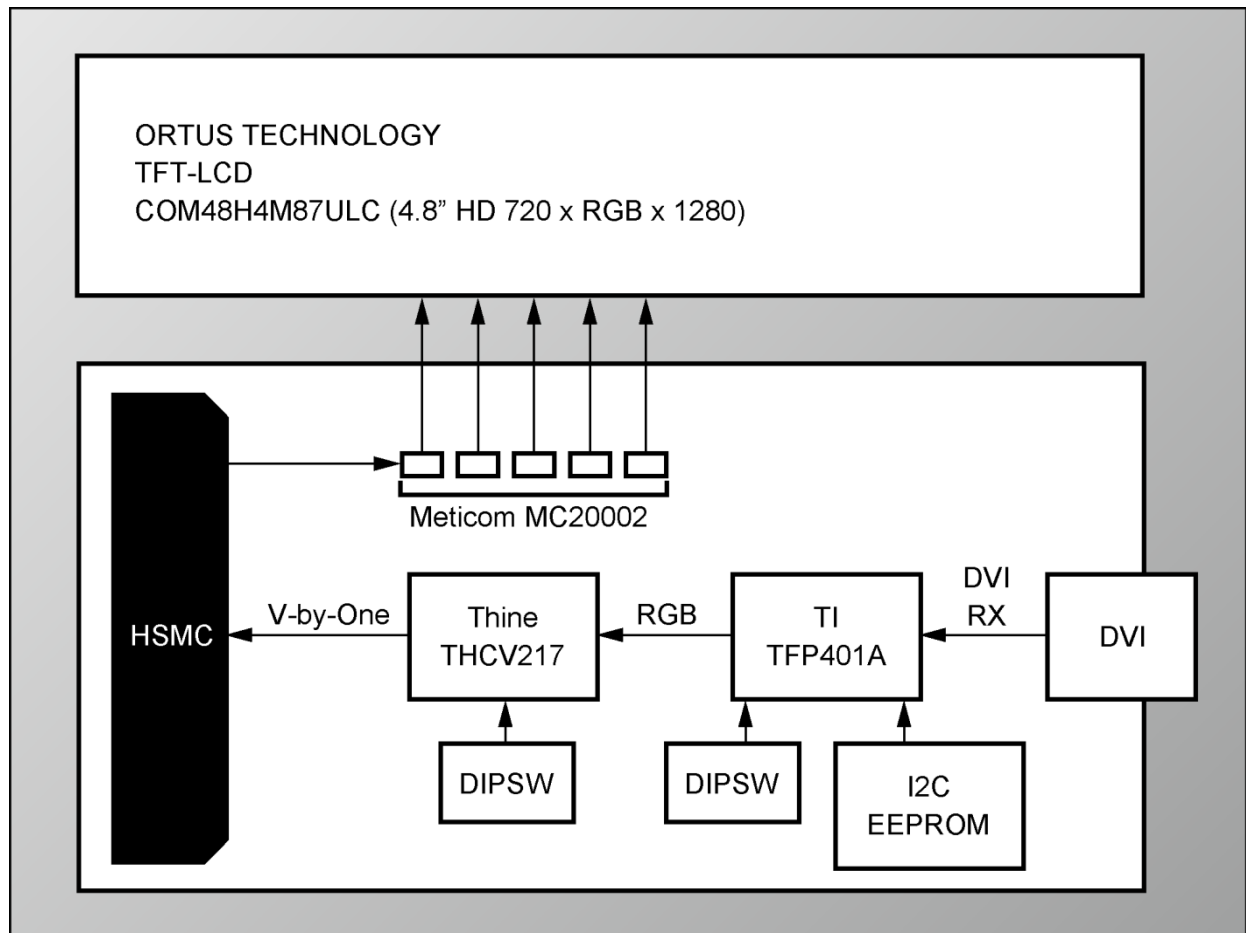 ORTUS TECHNOLOGY
TFT-LCD
COM48H4M87ULC (4.8” HD 720 x RGB x 1280)
Meticom MC20002
HSMC
V-by-One
Thine
THCV217
RGB
TI
TFP401A
DVI
RX
DVI
DIPSW
DIPSW
I2C
EEPROM